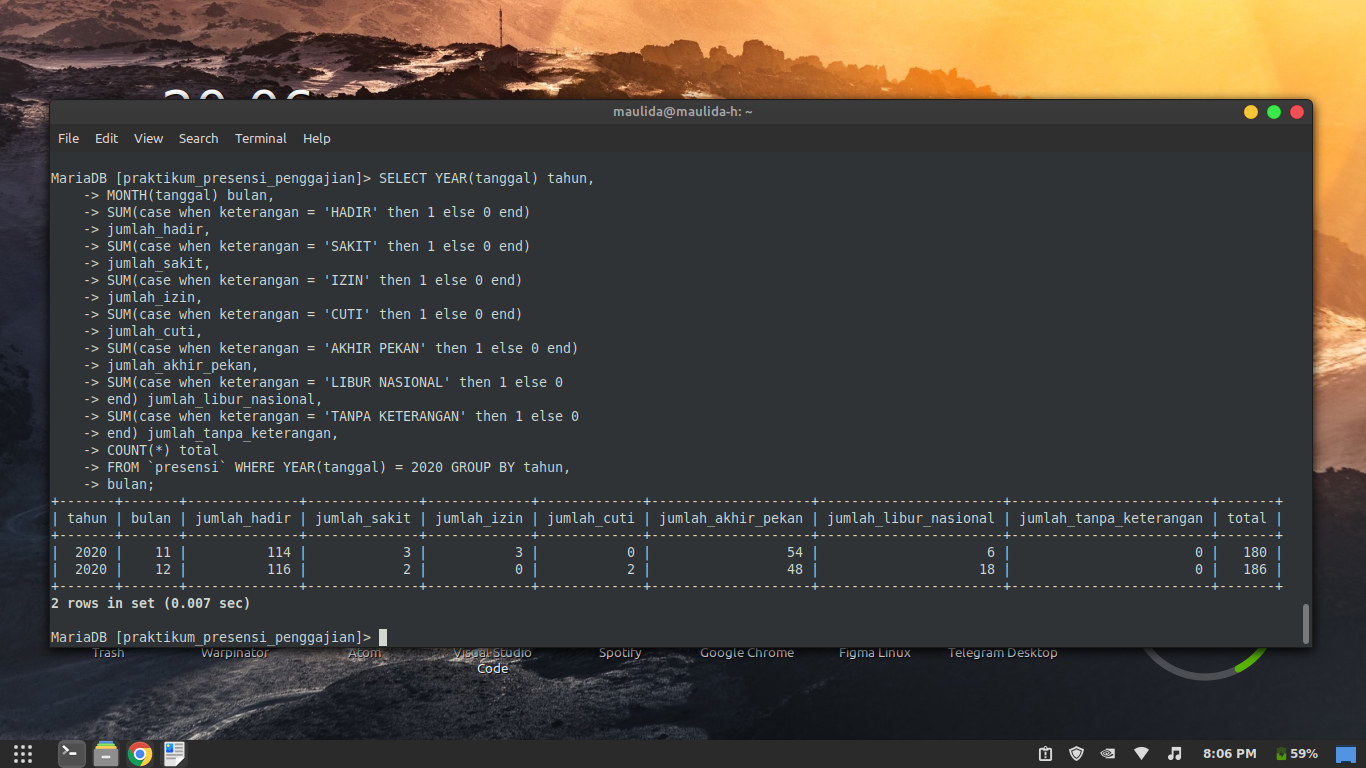 maulida@maulida-h: ~
File Edit View Search Terminal Help
MariaDB [praktikum_presensi_penggajian]> SELECT YEAR(tanggal) tahun,
    -> MONTH(tanggal) bulan,
    -> SUM(case when keterangan = 'HADIR' then 1 else 0 end)
    -> jumlah_hadir,
    -> SUM(case when keterangan = 'SAKIT' then 1 else 0 end)
    -> jumlah_sakit,
    -> SUM(case when keterangan = 'IZIN' then 1 else 0 end)
    -> jumlah_izin,
    -> SUM(case when keterangan = 'CUTI' then 1 else 0 end)
    -> jumlah_cuti,
    -> SUM(case when keterangan = 'AKHIR PEKAN' then 1 else 0 end)
    -> jumlah_akhir_pekan,
    -> SUM(case when keterangan = 'LIBUR NASIONAL' then 1 else 0
    -> end) jumlah_libur_nasional,
    -> SUM(case when keterangan = 'TANPA KETERANGAN' then 1 else 0
    -> end) jumlah_tanpa_keterangan,
    -> COUNT(*) total
    -> FROM `presensi` WHERE YEAR(tanggal) = 2020 GROUP BY tahun,
    -> bulan;
+-------+-------+--------------+--------------+-------------+-------------+--------------------+-----------------------+-------------------------+-------+
| tahun | bulan | jumlah_hadir | jumlah_sakit | jumlah_izin | jumlah_cuti | jumlah_akhir_pekan | jumlah_libur_nasional | jumlah_tanpa_keterangan | total |
+-------+-------+--------------+--------------+-------------+-------------+--------------------+-----------------------+-------------------------+-------+
| 2020 | 11 | 114 | 3 | 3 | 0 | 54 | 6 | 0 | 180 |
| 2020 | 12 | 116 | 2 | 0 | 2 | 48 | 18 | 0 | 186 |
+-------+-------+--------------+--------------+-------------+-------------+--------------------+-----------------------+-------------------------+-------+
2 rows in set (0.007 sec)
MariaDB [praktikum_presensi_penggajian]>
Trash Warpinator Atom Visual Studio Code Spotify Google Chrome Figma Linux Telegram Desktop
8:06 PM 59%